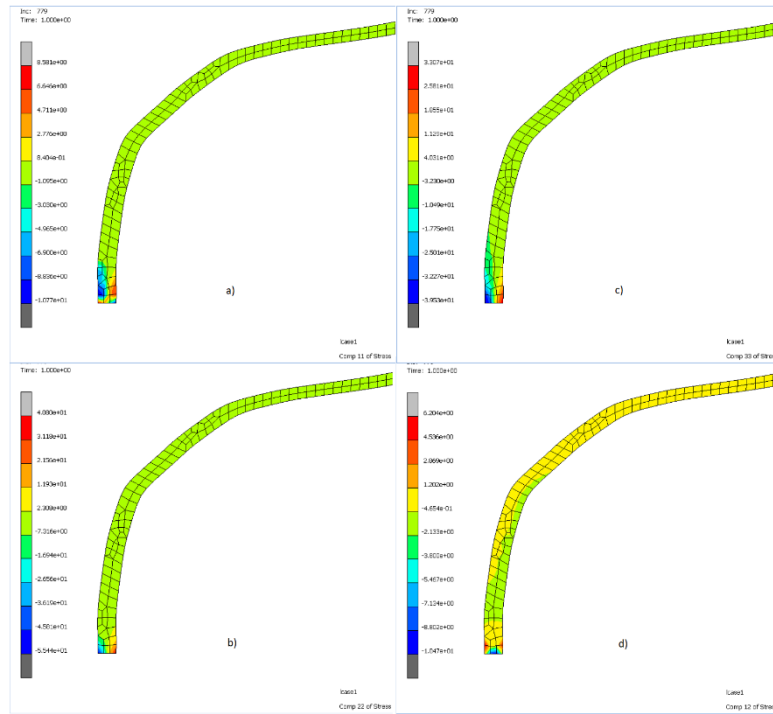 Inc: 779
Time: 1.000e+00
8.581e+00
6.646e+00
4.711e+00
2.776e+00
8.404e-01
-1.095e+00
-3.030e+00
-4.965e+00
-6.900e+00
-8.836e+00
-1.077e+01
a)
lcase1
Comp 11 of Stress
Inc: 779
Time: 1.000e+00
3.307e+01
2.581e+01
1.855e+01
1.129e+01
4.031e+00
-3.230e+00
-1.049e+01
-1.775e+01
-2.501e+01
-3.227e+01
-3.953e+01
c)
lcase1
Comp 33 of Stress
Time: 1.000e+00
4.080e+01
3.118e+01
2.156e+01
1.193e+01
2.309e+00
-7.316e+00
-1.694e+01
-2.656e+01
-3.619e+01
-4.581e+01
-5.544e+01
b)
lcase1
Comp 22 of Stress
Time: 1.000e+00
6.204e+00
4.536e+00
2.869e+00
1.202e+00
-4.654e-01
-2.133e+00
-3.800e+00
-5.467e+00
-7.134e+00
-8.802e+00
-1.047e+01
d)
lcase1
Comp 12 of Stress